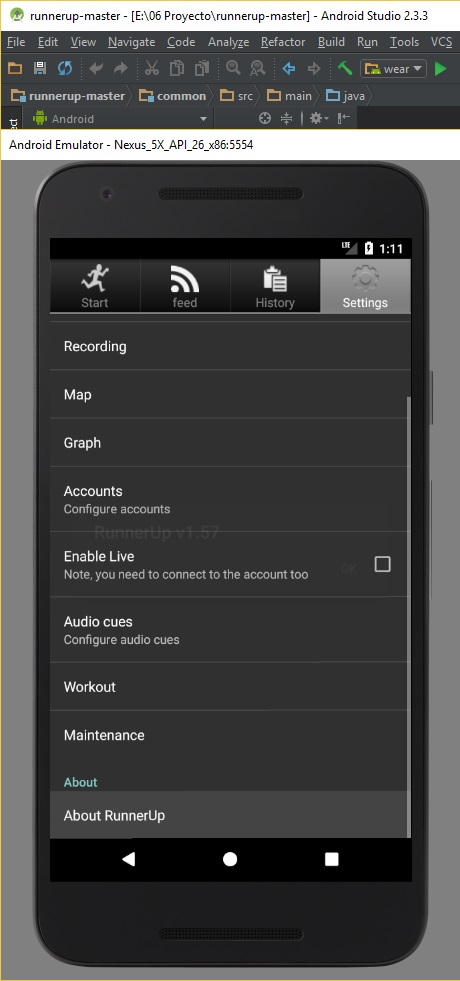 runnerup-master - [E:\06 Proyecto\runnerup-master] - Android Studio 2.3.3
File Edit View Navigate Code Analyze Refactor Build Run Tools VCS
wear
runnerup-master common src main java
Android
Android Emulator - Nexus_5X_API_26_x86:5554
LTE 1:11
Start feed History Settings
Recording
Map
Graph
Accounts
Configure accounts
RunnerUp v1.57
Enable Live
Note, you need to connect to the account too
OK
Audio cues
Configure audio cues
Workout
Maintenance
About
About RunnerUp